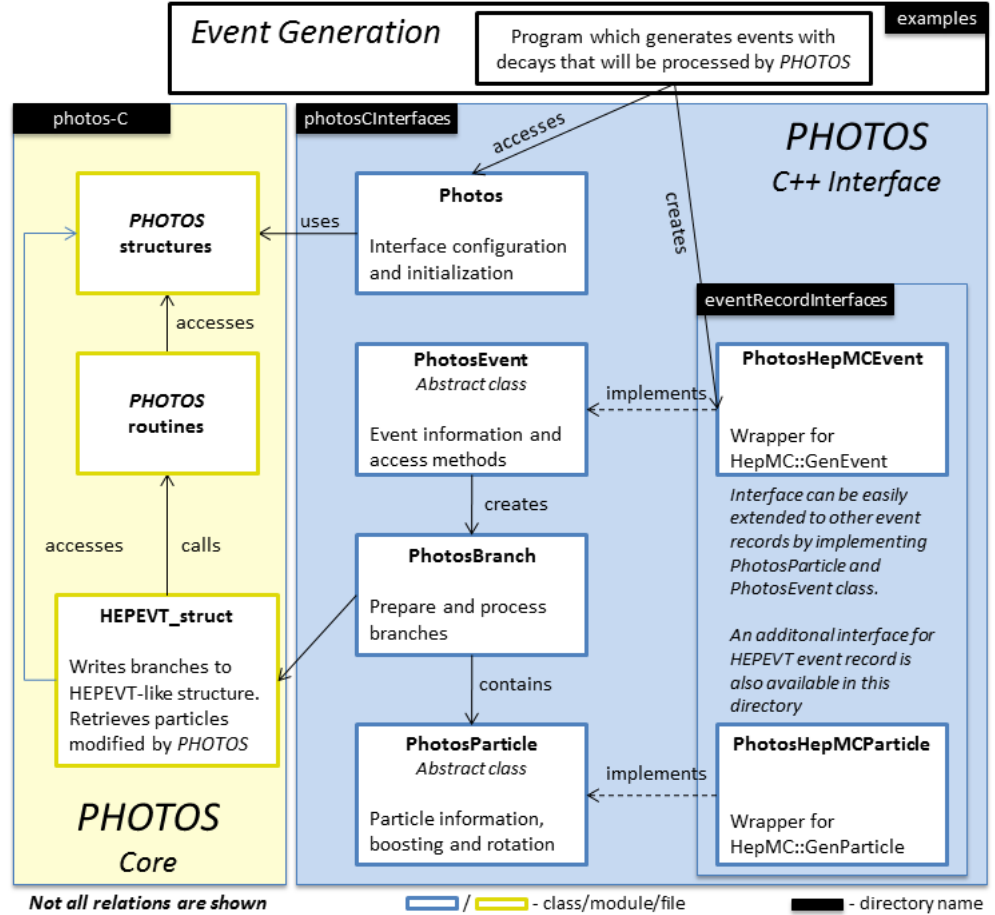 Event Generation
examples
Program which generates events with
decays that will be processed by PHOTOS
photos-C
photosCInterfaces
PHOTOS
C++ Interface
accesses
creates
PHOTOS
structures
uses
Photos
Interface configuration
and initialization
accesses
eventRecordInterfaces
PHOTOS
routines
PhotosEvent
Abstract class
Event information and
access methods
implements
PhotosHepMCEvent
Wrapper for
HepMC::GenEvent
Interface can be easily
extended to other event
records by implementing
PhotosParticle and
PhotosEvent class.
An additonal interface for
HEPEVT event record is
also available in this
directory
accesses
calls
creates
PhotosBranch
Prepare and process
branches
HEPEVT_struct
Writes branches to
HEPEVT-like structure.
Retrieves particles
modified by PHOTOS
contains
PhotosParticle
Abstract class
Particle information,
boosting and rotation
implements
PhotosHepMCParticle
Wrapper for
HepMC::GenParticle
PHOTOS
Core
Not all relations are shown
/ - class/module/file
- directory name